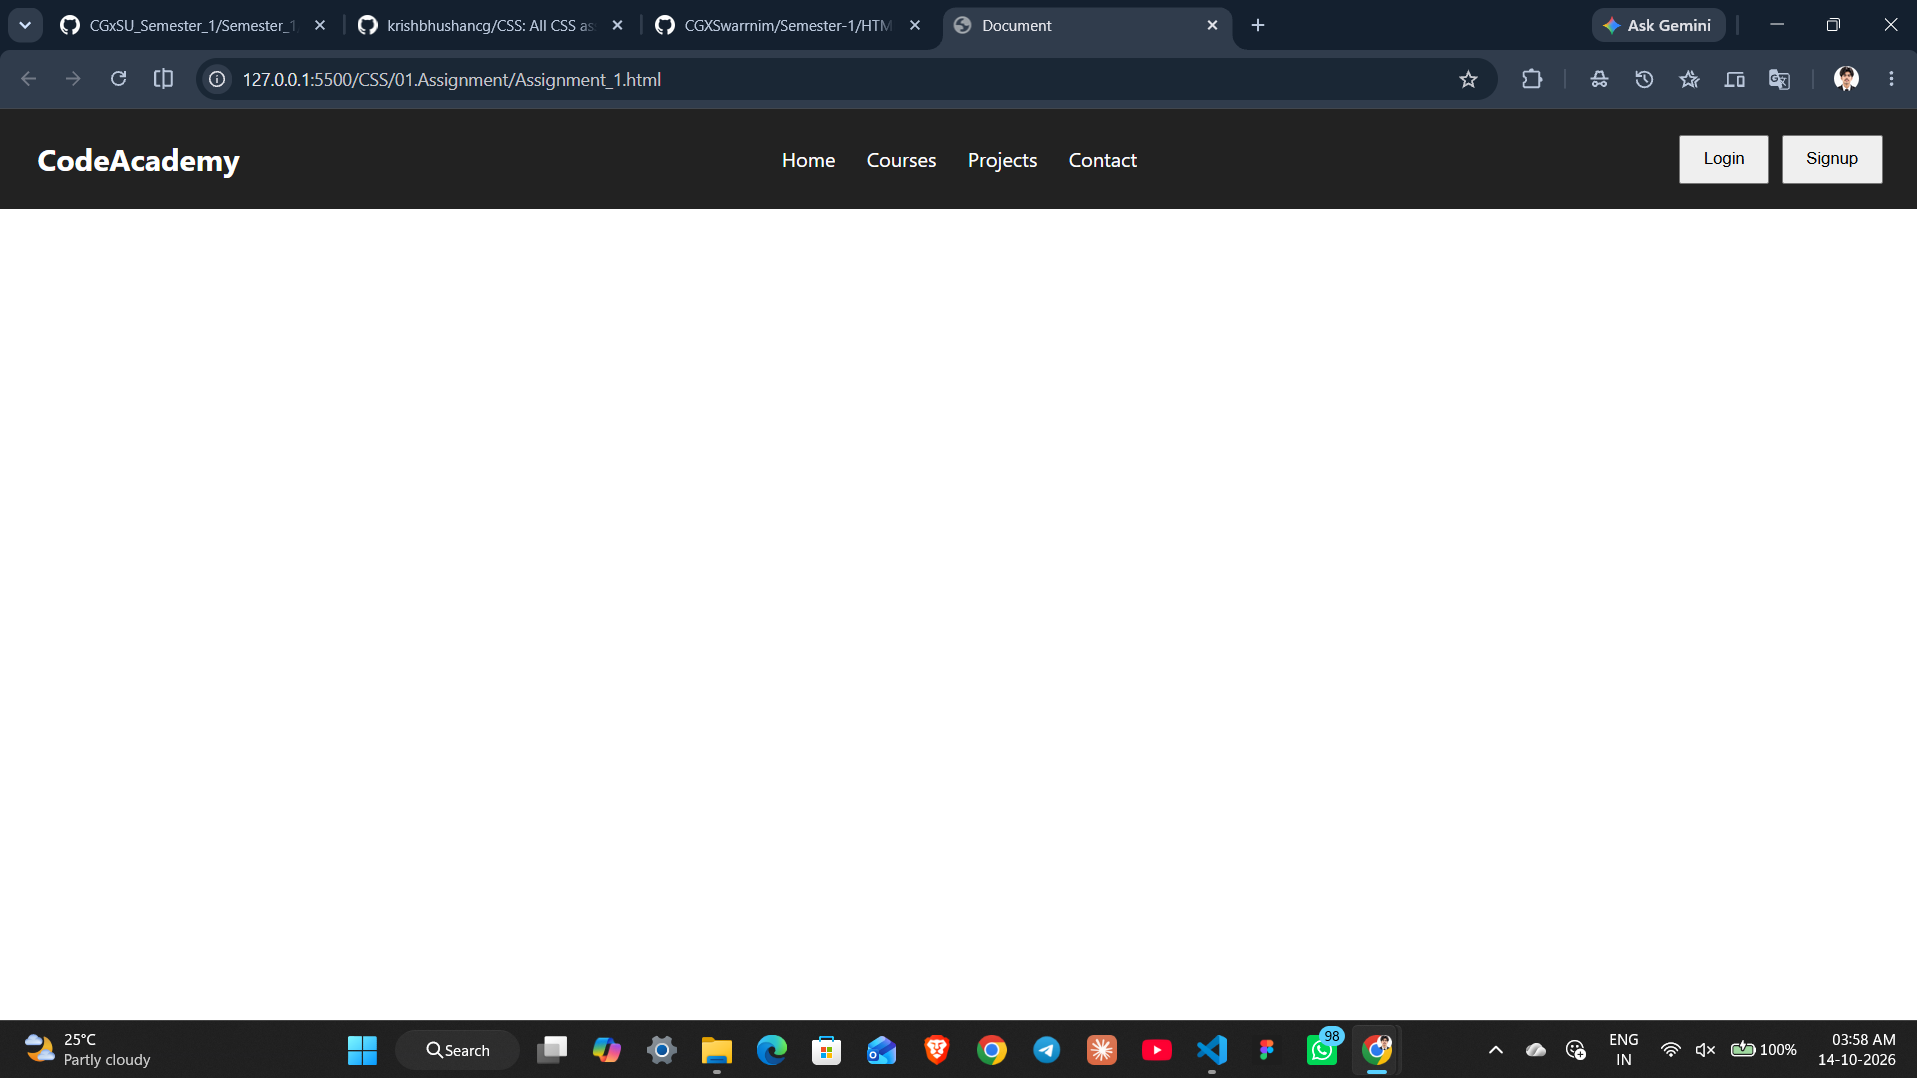 CGxSU_Semester_1/Semester_1
krishbhushancg/CSS: All CSS as
CGXSwarrnim/Semester-1/HTM
Document
Ask Gemini
127.0.0.1:5500/CSS/01.Assignment/Assignment_1.html
CodeAcademy
Home Courses Projects Contact
Login Signup
25°C
Partly cloudy
Search
98
ENG
IN
100%
03:58 AM
14-10-2026